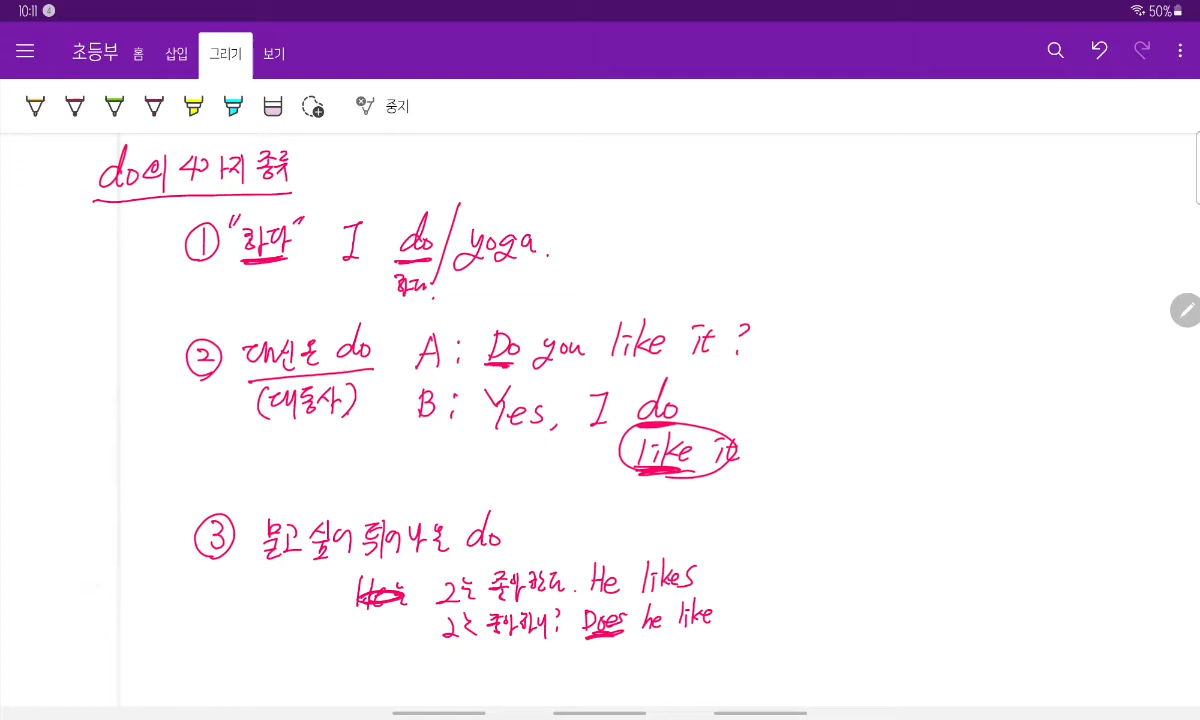 10:11 4 50%
초등부 홈 삽입 그리기 보기
중지
do의 4가지 종류
① "하다" I do/yoga.
하다.
② 대신온 do A: Do you like it?
(대동사) B: Yes, I do
like it
③ 묻고 싶어 튀어나온 do
그는 좋아한다. He likes
그는 좋아하니? Does he like